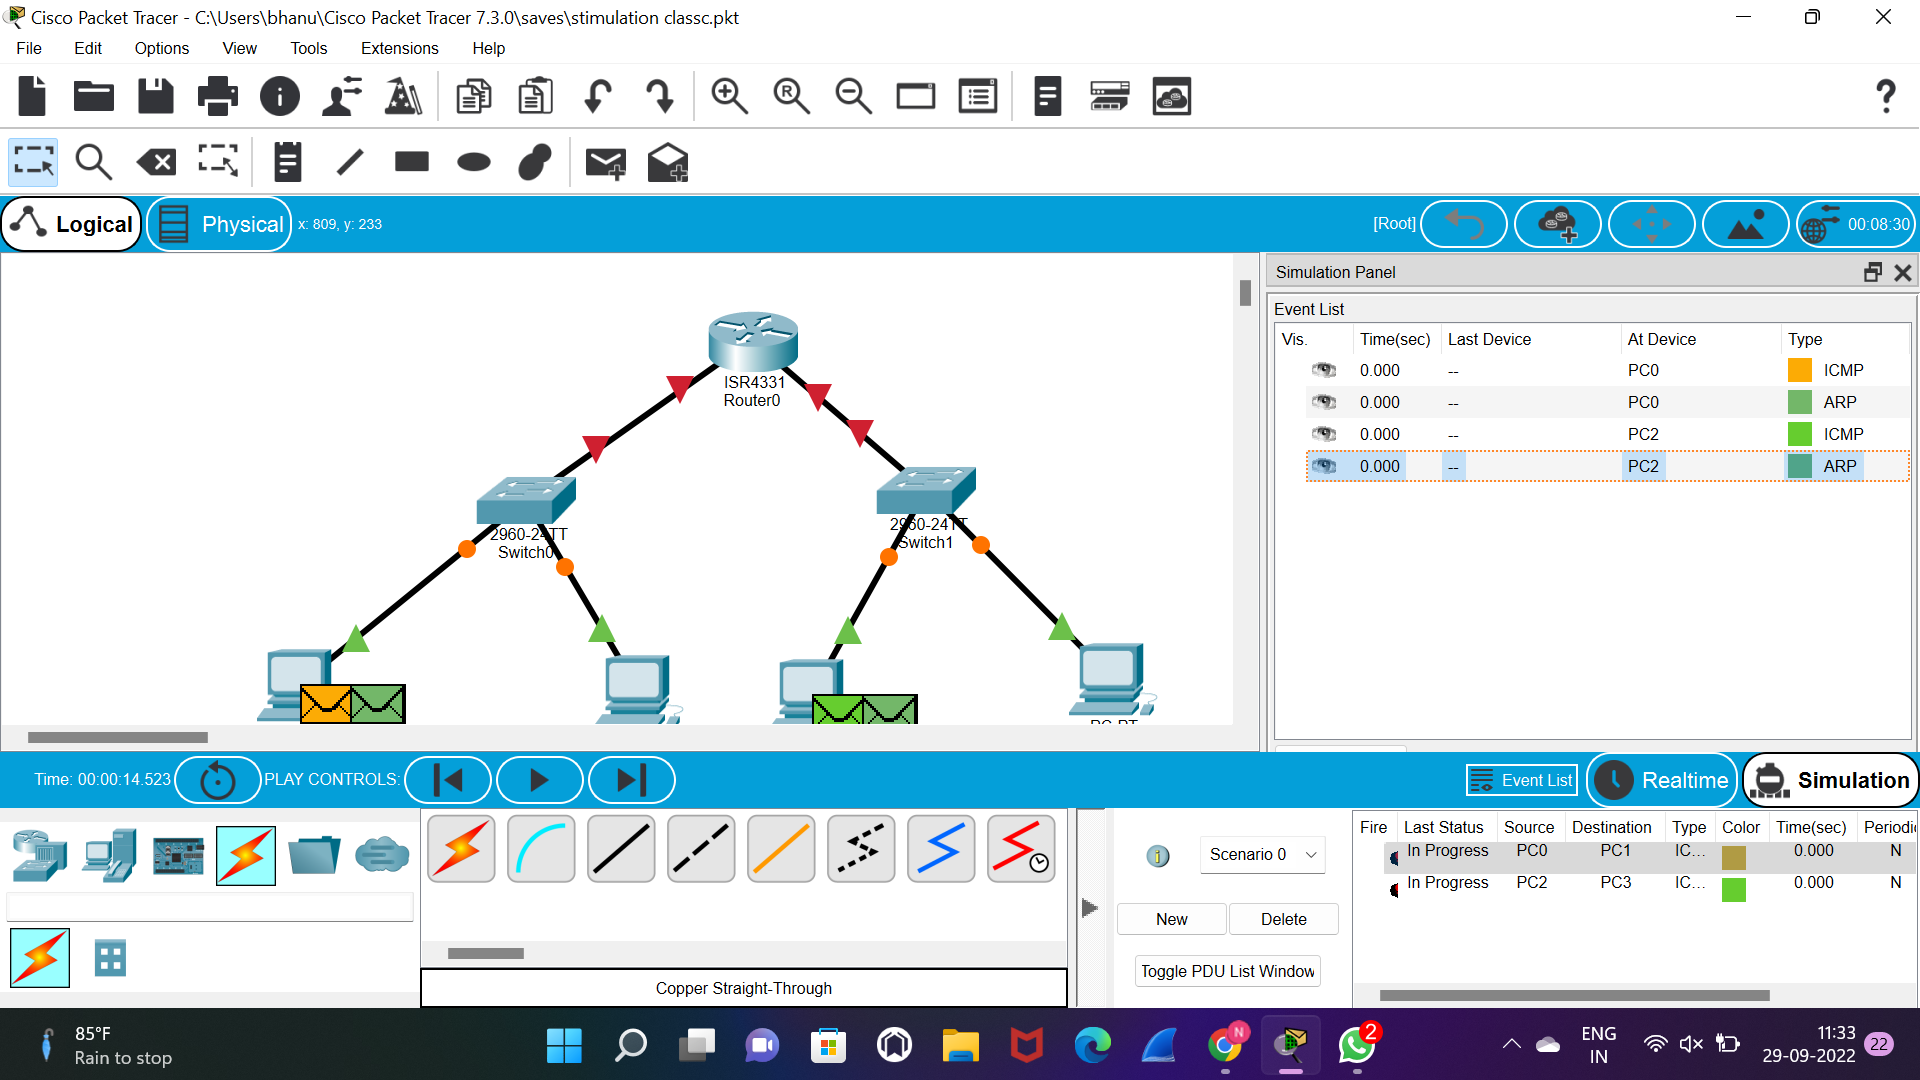 Cisco Packet Tracer - C:\Users\bhanu\Cisco Packet Tracer 7.3.0\saves\stimulation classc.pkt
File Edit Options View Tools Extensions Help
Logical Physical x: 809, y: 233 [Root] 00:08:30
Simulation Panel
Event List
Vis. Time(sec) Last Device At Device Type
0.000 -- PC0 ICMP
0.000 -- PC0 ARP
0.000 -- PC2 ICMP
0.000 -- PC2 ARP
ISR4331
Router0
2960-24TT
Switch0
2960-24TT
Switch1
PC-PT
Time: 00:00:14.523 PLAY CONTROLS: Event List Realtime Simulation
Copper Straight-Through
Scenario 0
New Delete
Toggle PDU List Window
Fire Last Status Source Destination Type Color Time(sec) Periodi
In Progress PC0 PC1 IC... 0.000 N
In Progress PC2 PC3 IC... 0.000 N
85°F
Rain to stop
N
2
ENG
IN
11:33
29-09-2022
22